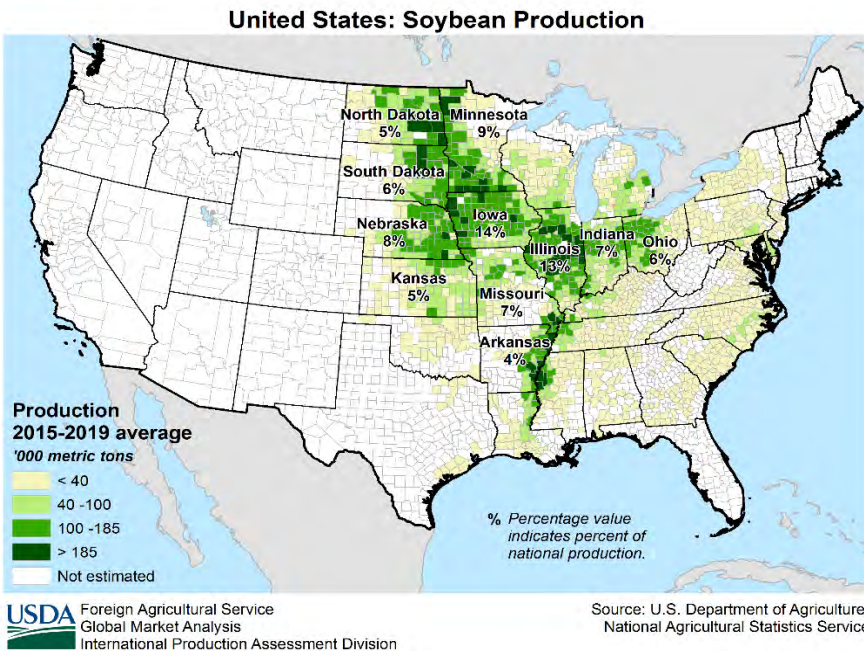 United States: Soybean Production
North Dakota
5%
Minnesota
9%
South Dakota
6%
Nebraska
8%
Iowa
14%
Illinois
13%
Indiana
7%
Ohio
6%
Kansas
5%
Missouri
7%
Arkansas
4%
Production
2015-2019 average
'000 metric tons
< 40
40 -100
100 -185
> 185
Not estimated
% Percentage value
indicates percent of
national production.
USDA
Foreign Agricultural Service
Global Market Analysis
International Production Assessment Division
Source: U.S. Department of Agriculture
National Agricultural Statistics Service